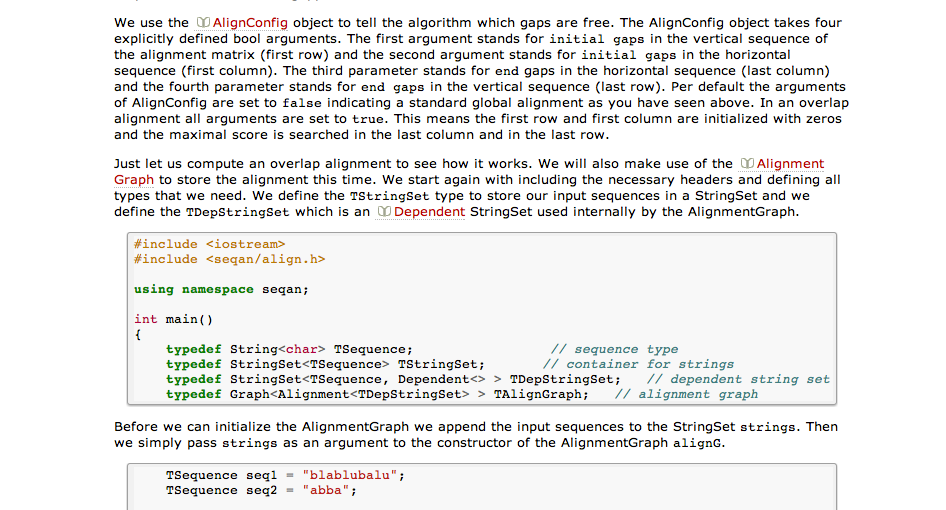 We use the AlignConfig object to tell the algorithm which gaps are free. The AlignConfig object takes four
explicitly defined bool arguments. The first argument stands for initial gaps in the vertical sequence of
the alignment matrix (first row) and the second argument stands for initial gaps in the horizontal
sequence (first column). The third parameter stands for end gaps in the horizontal sequence (last column)
and the fourth parameter stands for end gaps in the vertical sequence (last row). Per default the arguments
of AlignConfig are set to false indicating a standard global alignment as you have seen above. In an overlap
alignment all arguments are set to true. This means the first row and first column are initialized with zeros
and the maximal score is searched in the last column and in the last row.
Just let us compute an overlap alignment to see how it works. We will also make use of the Alignment
Graph to store the alignment this time. We start again with including the necessary headers and defining all
types that we need. We define the TStringSet type to store our input sequences in a StringSet and we
define the TDepStringSet which is an Dependent StringSet used internally by the AlignmentGraph.
#include <iostream>
#include <seqan/align.h>
using namespace seqan;
int main()
{
typedef String<char> TSequence; // sequence type
typedef StringSet<TSequence> TStringSet; // container for strings
typedef StringSet<TSequence, Dependent<> > TDepStringSet; // dependent string set
typedef Graph<Alignment<TDepStringSet> > TAlignGraph; // alignment graph
Before we can initialize the AlignmentGraph we append the input sequences to the StringSet strings. Then
we simply pass strings as an argument to the constructor of the AlignmentGraph alignG.
TSequence seq1 = "blablubalu";
TSequence seq2 = "abba";